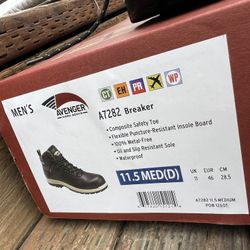 MEN'S
AVENGER
CT EH PR WP
A7282 Breaker
- Composite Safety Toe
- Flexible Puncture-Resistant Insole Board
- 100% Metal-Free
- Oil and Slip Resistant Sole
- Waterproof
11.5 MED(D)
UK EUR CM
11 46 28.5
A7282 11.5 MEDIUM